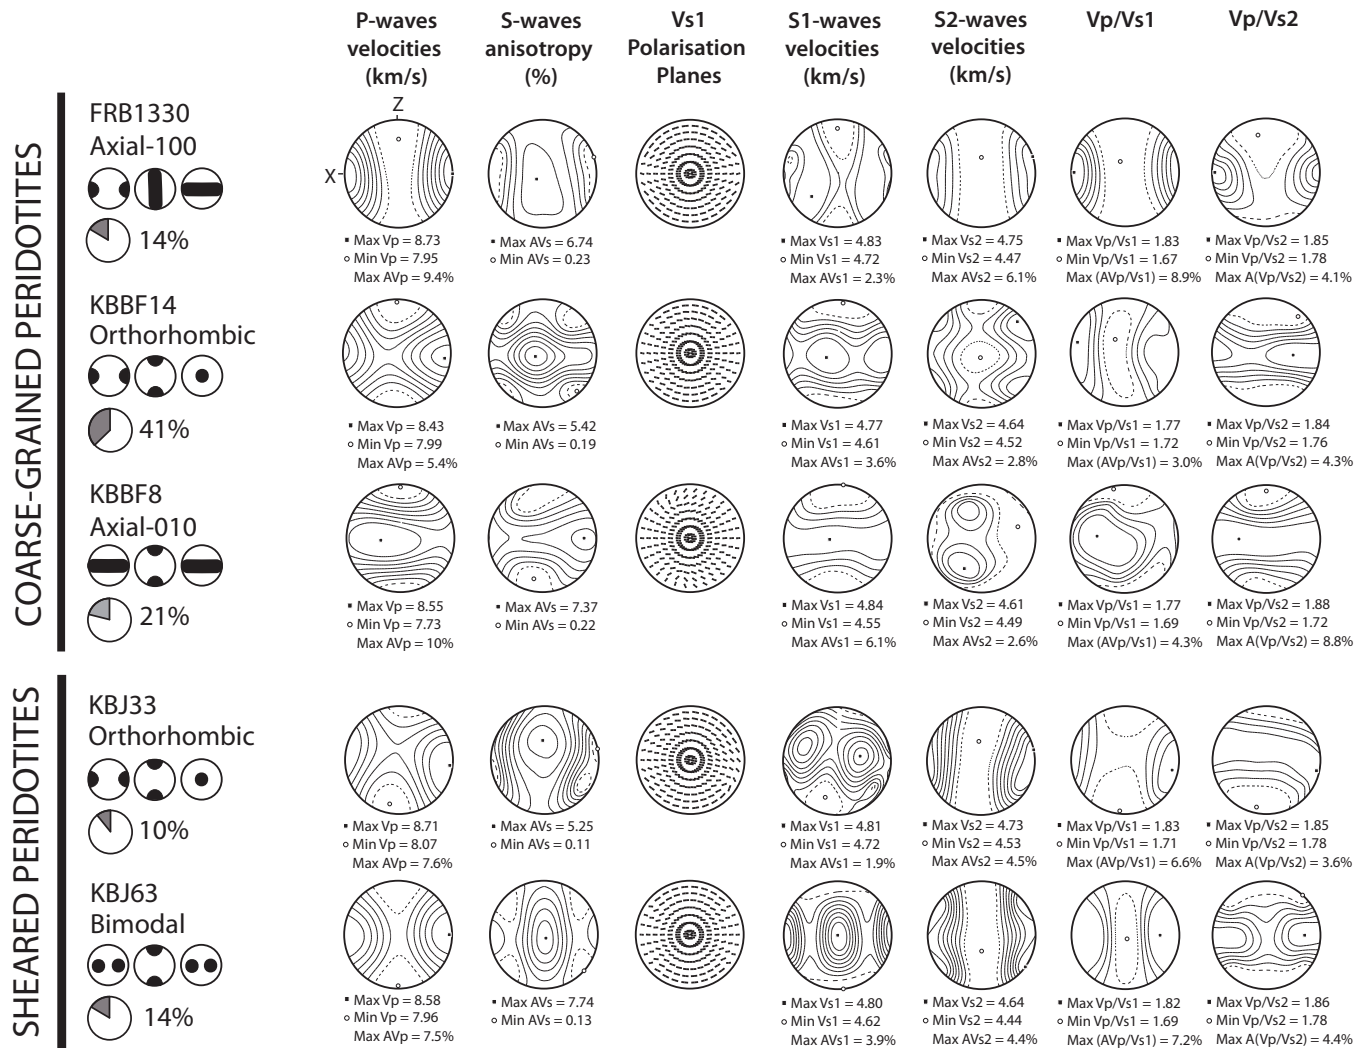 P-waves velocities (km/s)
S-waves anisotropy (%)
Vs1 Polarisation Planes
S1-waves velocities (km/s)
S2-waves velocities (km/s)
Vp/Vs1
Vp/Vs2
COARSE-GRAINED PERIDOTITES
FRB1330
Axial-100
14%
Z
X
Max Vp = 8.73
Min Vp = 7.95
Max AVp = 9.4%
Max AVs = 6.74
Min AVs = 0.23
Max Vs1 = 4.83
Min Vs1 = 4.72
Max AVs1 = 2.3%
Max Vs2 = 4.75
Min Vs2 = 4.47
Max AVs2 = 6.1%
Max Vp/Vs1 = 1.83
Min Vp/Vs1 = 1.67
Max (AVp/Vs1) = 8.9%
Max Vp/Vs2 = 1.85
Min Vp/Vs2 = 1.78
Max A(Vp/Vs2) = 4.1%
KBBF14
Orthorhombic
41%
Max Vp = 8.43
Min Vp = 7.99
Max AVp = 5.4%
Max AVs = 5.42
Min AVs = 0.19
Max Vs1 = 4.77
Min Vs1 = 4.61
Max AVs1 = 3.6%
Max Vs2 = 4.64
Min Vs2 = 4.52
Max AVs2 = 2.8%
Max Vp/Vs1 = 1.77
Min Vp/Vs1 = 1.72
Max (AVp/Vs1) = 3.0%
Max Vp/Vs2 = 1.84
Min Vp/Vs2 = 1.76
Max A(Vp/Vs2) = 4.3%
KBBF8
Axial-010
21%
Max Vp = 8.55
Min Vp = 7.73
Max AVp = 10%
Max AVs = 7.37
Min AVs = 0.22
Max Vs1 = 4.84
Min Vs1 = 4.55
Max AVs1 = 6.1%
Max Vs2 = 4.61
Min Vs2 = 4.49
Max AVs2 = 2.6%
Max Vp/Vs1 = 1.77
Min Vp/Vs1 = 1.69
Max (AVp/Vs1) = 4.3%
Max Vp/Vs2 = 1.88
Min Vp/Vs2 = 1.72
Max A(Vp/Vs2) = 8.8%
SHEARED PERIDOTITES
KBJ33
Orthorhombic
10%
Max Vp = 8.71
Min Vp = 8.07
Max AVp = 7.6%
Max AVs = 5.25
Min AVs = 0.11
Max Vs1 = 4.81
Min Vs1 = 4.72
Max AVs1 = 1.9%
Max Vs2 = 4.73
Min Vs2 = 4.53
Max AVs2 = 4.5%
Max Vp/Vs1 = 1.83
Min Vp/Vs1 = 1.71
Max (AVp/Vs1) = 6.6%
Max Vp/Vs2 = 1.85
Min Vp/Vs2 = 1.78
Max A(Vp/Vs2) = 3.6%
KBJ63
Bimodal
14%
Max Vp = 8.58
Min Vp = 7.96
Max AVp = 7.5%
Max AVs = 7.74
Min AVs = 0.13
Max Vs1 = 4.80
Min Vs1 = 4.62
Max AVs1 = 3.9%
Max Vs2 = 4.64
Min Vs2 = 4.44
Max AVs2 = 4.4%
Max Vp/Vs1 = 1.82
Min Vp/Vs1 = 1.69
Max (AVp/Vs1) = 7.2%
Max Vp/Vs2 = 1.86
Min Vp/Vs2 = 1.78
Max A(Vp/Vs2) = 4.4%